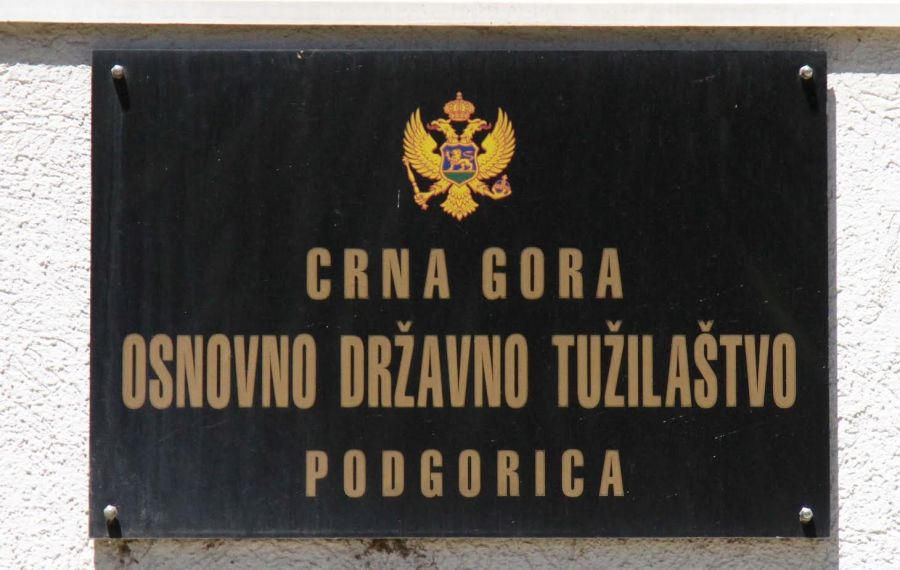 CRNA GORA
OSNOVNO DRŽAVNO TUŽILAŠTVO
PODGORICA